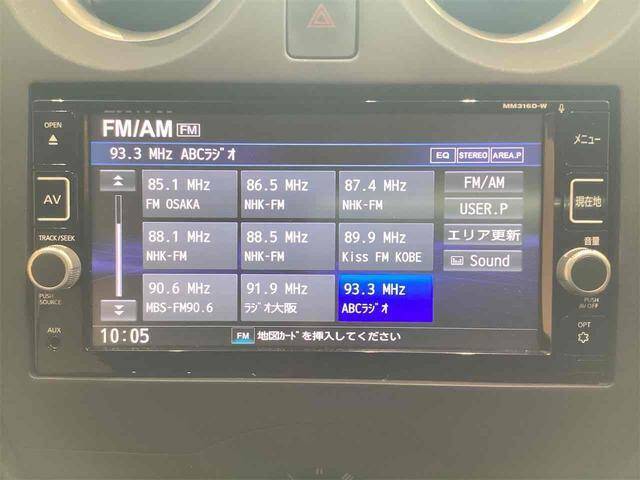 MM316D-W
OPEN
FM/AM FM
メニュー
93.3 MHz ABCラジオ
EQ STEREO AREA.P
AV
85.1 MHz
FM OSAKA
86.5 MHz
NHK-FM
87.4 MHz
NHK-FM
FM/AM
現在地
USER.P
TRACK/SEEK
88.1 MHz
NHK-FM
88.5 MHz
NHK-FM
89.9 MHz
Kiss FM KOBE
エリア更新
音量
Sound
PUSH
SOURCE
90.6 MHz
MBS-FM90.6
91.9 MHz
ラジオ大阪
93.3 MHz
ABCラジオ
PUSH
AV OFF
AUX
10:05
FM 地図カードを挿入してください
OPT